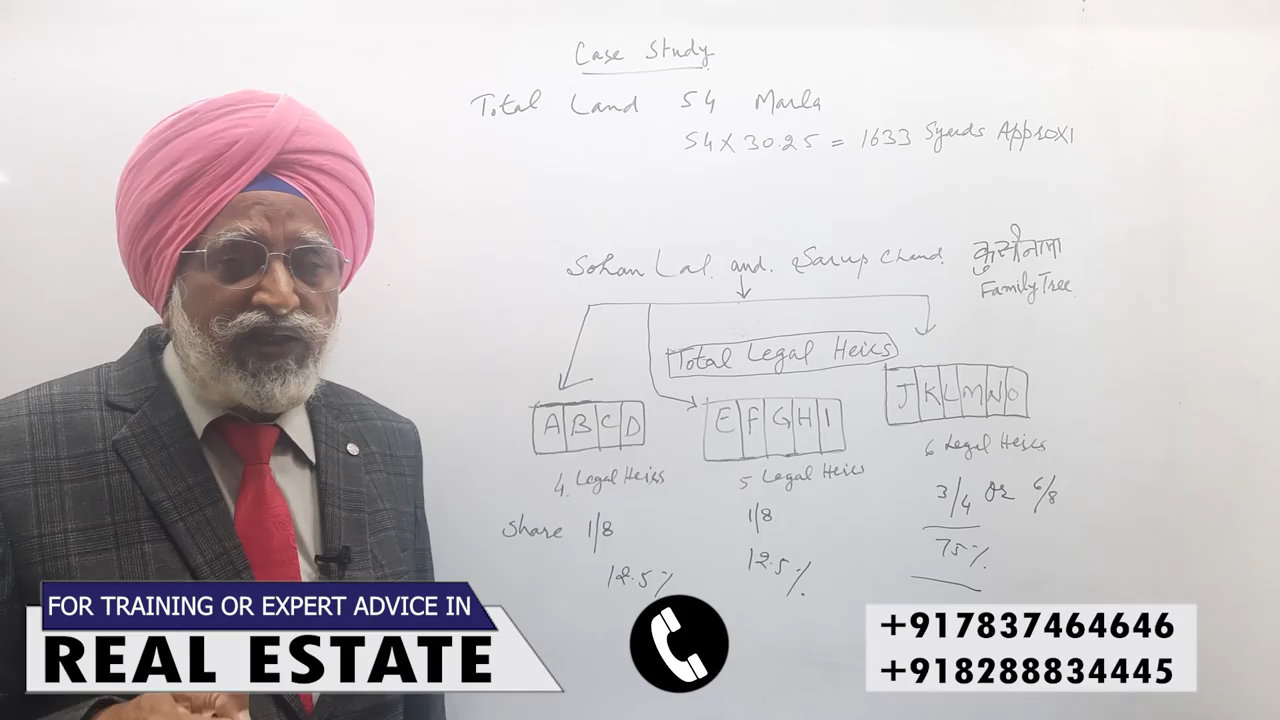 Case Study
Total Land 54 Marla
54 X 30.25 = 1633 Syards Approxi
Sohan Lal and Sarup Chand कुर्सीनामा
Family Tree
Total Legal Heirs
A B C D
E F G H I
J K L M N O
4. Legal Heirs
5 Legal Heirs
6 Legal Heirs
Share 1/8
1/8
3/4 Or 6/8
12.5%
12.5%
75%
FOR TRAINING OR EXPERT ADVICE IN
REAL ESTATE
+917837464646
+918288834445